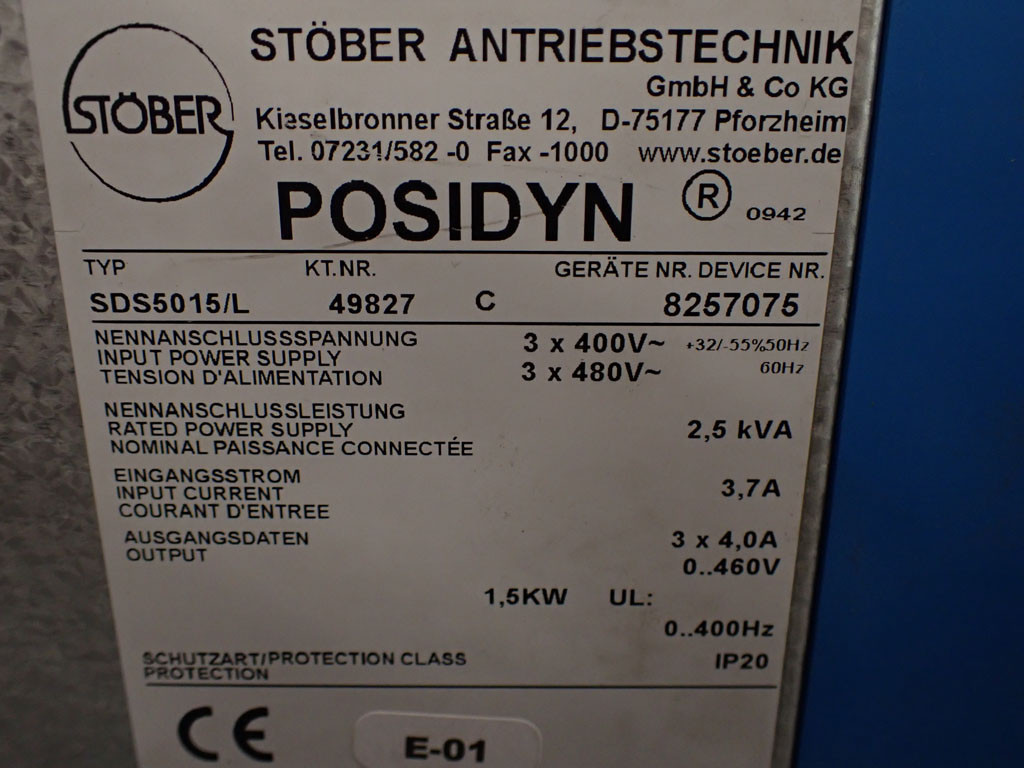 STÖBER
STÖBER ANTRIEBSTECHNIK
GmbH & Co KG
Kieselbronner Straße 12, D-75177 Pforzheim
Tel. 07231/582 -0 Fax -1000 www.stoeber.de
POSIDYN ® 0942
TYP KT.NR. GERÄTE NR. DEVICE NR.
SDS5015/L 49827 C 8257075
NENNANSCHLUSSSPANNUNG 3 x 400V~ +32/-55%50Hz
INPUT POWER SUPPLY 3 x 480V~ 60Hz
TENSION D'ALIMENTATION
NENNANSCHLUSSLEISTUNG
RATED POWER SUPPLY 2,5 kVA
NOMINAL PAISSANCE CONNECTÉE
EINGANGSSTROM
INPUT CURRENT 3,7A
COURANT D'ENTREE
AUSGANGSDATEN 3 x 4,0A
OUTPUT 0..460V
1,5KW UL:
0..400Hz
SCHUTZART/PROTECTION CLASS IP20
PROTECTION
CE E-01